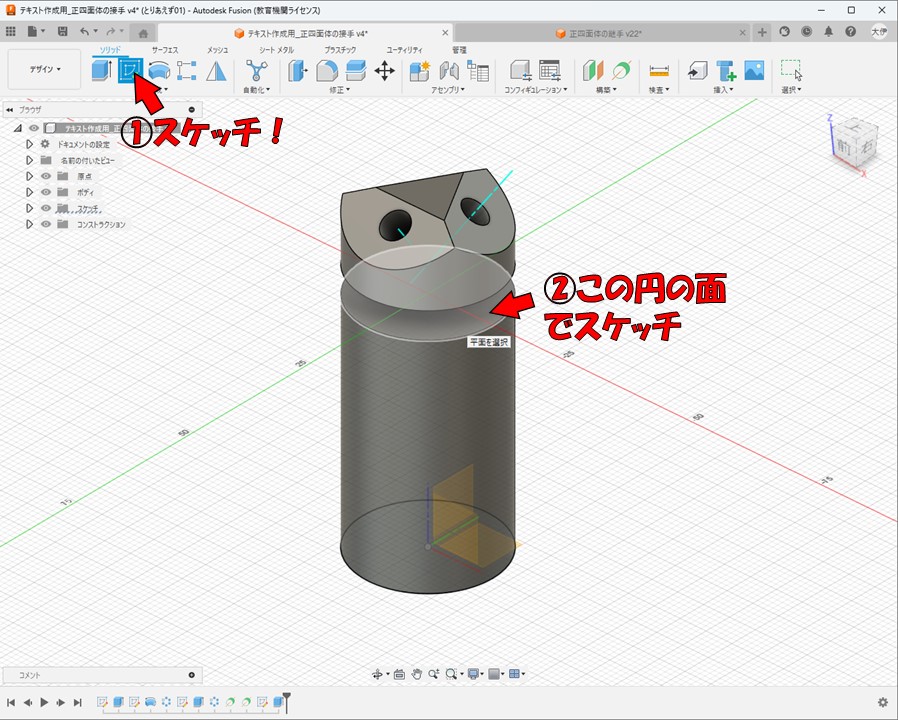 テキスト作成用_正四面体の接手 v4* (とりあえず01) - Autodesk Fusion (教育機関ライセンス)
テキスト作成用_正四面体の接手 v4*
正四面体の継手 v22*
大伊
ソリッド サーフェス メッシュ シート メタル プラスチック ユーティリティ 管理
デザイン
自動化 修正 アセンブリ コンフィギュレーション 構築 検査 挿入 選択
ブラウザ
①スケッチ！
ドキュメントの設定
名前の付いたビュー
原点
ボディ
スケッチ
コンストラクション
Z
前 右
X
②この円の面
でスケッチ
平面を選択
25
25
50
50
75
75
コメント